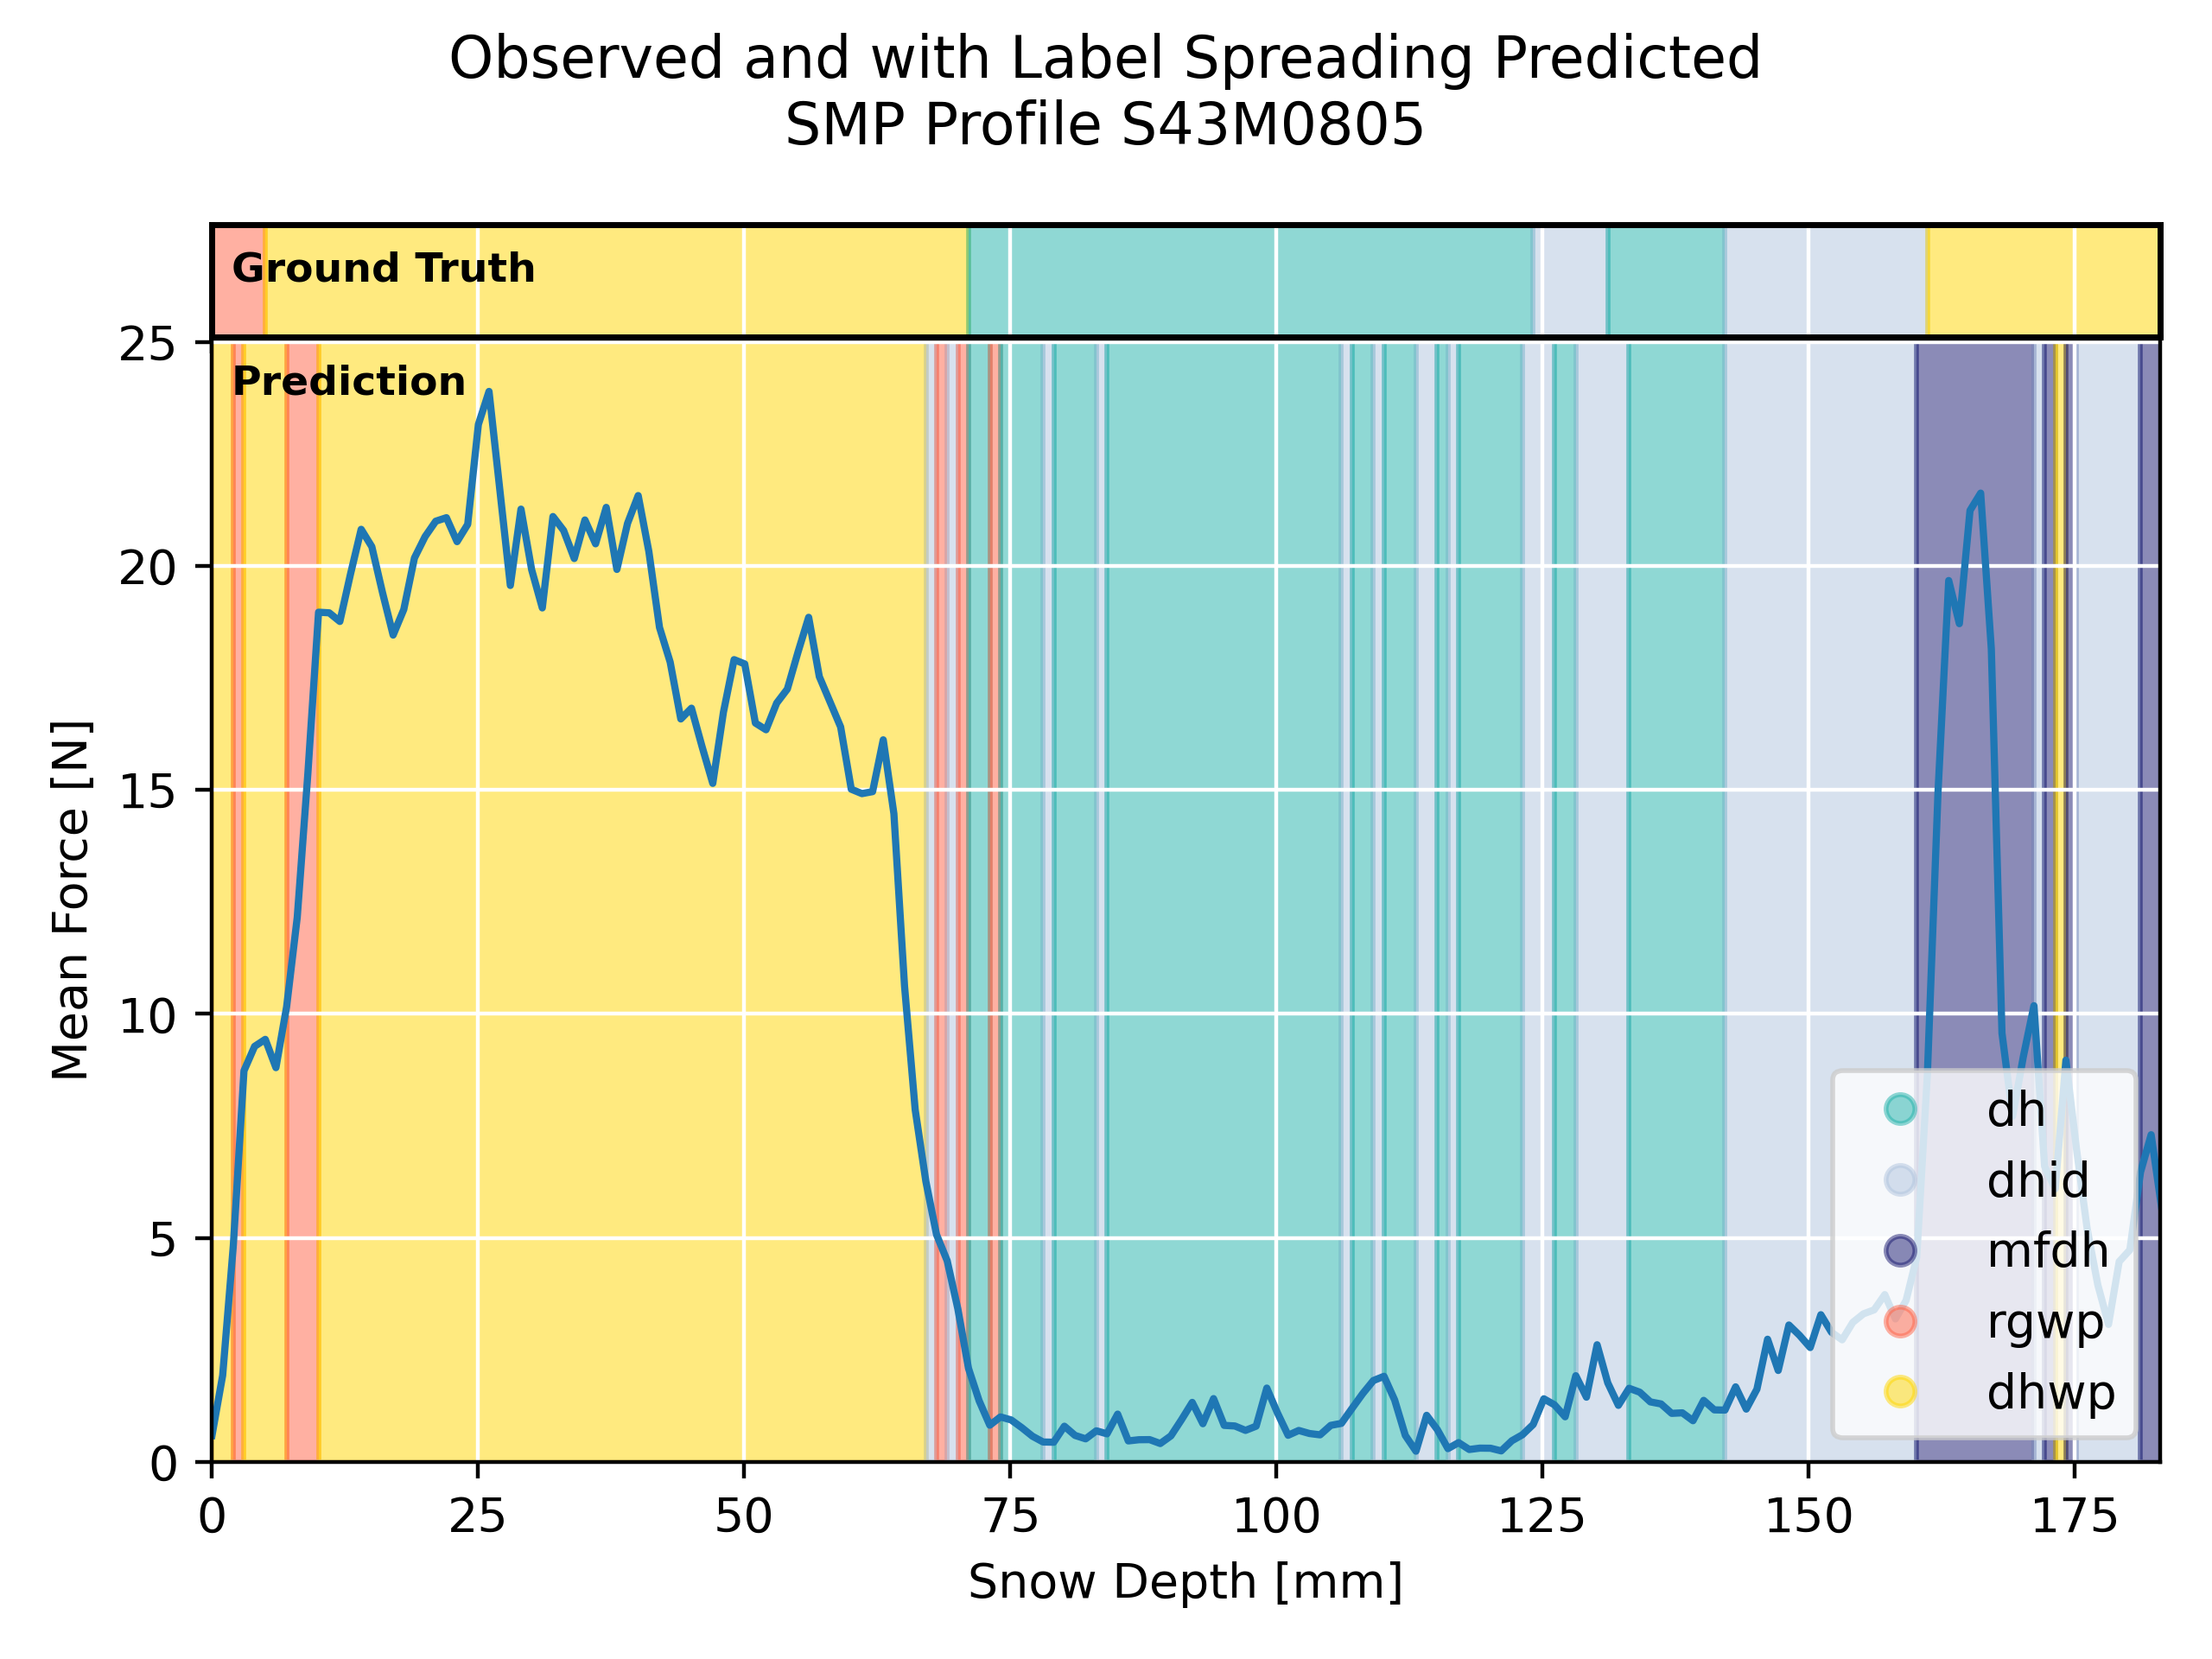 Observed and with Label Spreading Predicted
SMP Profile S43M0805
Ground Truth
Prediction
25
20
15
10
5
0
Mean Force [N]
dh
dhid
mfdh
rgwp
dhwp
0 25 50 75 100 125 150 175
Snow Depth [mm]